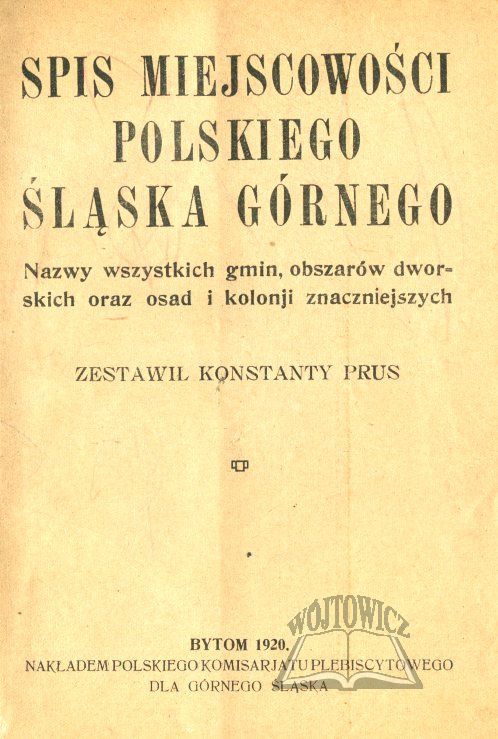 SPIS MIEJSCOWOŚCI
POLSKIEGO
ŚLĄSKA GÓRNEGO
Nazwy wszystkich gmin, obszarów dwor-
skich oraz osad i kolonji znaczniejszych
ZESTAWIŁ KONSTANTY PRUS
WÓJTOWICZ
BYTOM 1920.
NAKŁADEM POLSKIEGO KOMISARJATU PLEBISCYTOWEGO
DLA GÓRNEGO ŚLĄSKA